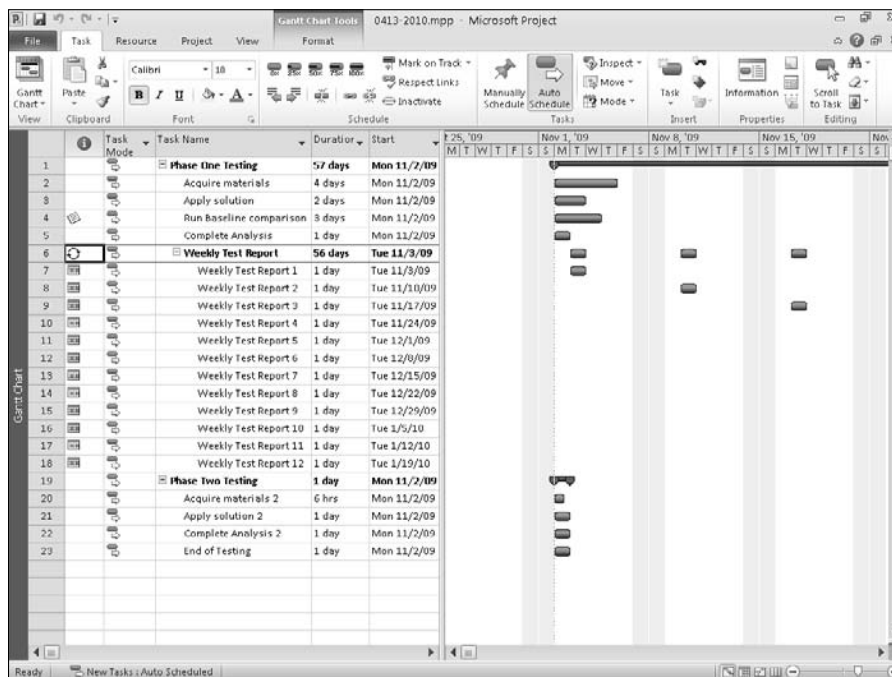 Gantt Chart Tools
0413-2010.mpp - Microsoft Project
File Task Resource Project View Format
Gantt Chart
Paste
Calibri 10
B I U A
0% 25% 50% 75% 100%
Mark on Track
Respect Links
Inactivate
Manually Schedule
Auto Schedule
Inspect
Move
Mode
Task
Information
Scroll to Task
View Clipboard Font Schedule Tasks Insert Properties Editing
Task Mode Task Name Duration Start
t 25, '09 Nov 1, '09 Nov 8, '09 Nov 15, '09 Nov
M T W T F S S M T W T F S S M T W T F S S M T W T F S S
1 Phase One Testing 57 days Mon 11/2/09
2 Acquire materials 4 days Mon 11/2/09
3 Apply solution 2 days Mon 11/2/09
4 Run Baseline comparison 3 days Mon 11/2/09
5 Complete Analysis 1 day Mon 11/2/09
6 Weekly Test Report 56 days Tue 11/3/09
7 Weekly Test Report 1 1 day Tue 11/3/09
8 Weekly Test Report 2 1 day Tue 11/10/09
9 Weekly Test Report 3 1 day Tue 11/17/09
10 Weekly Test Report 4 1 day Tue 11/24/09
11 Weekly Test Report 5 1 day Tue 12/1/09
12 Weekly Test Report 6 1 day Tue 12/8/09
13 Weekly Test Report 7 1 day Tue 12/15/09
14 Weekly Test Report 8 1 day Tue 12/22/09
15 Weekly Test Report 9 1 day Tue 12/29/09
16 Weekly Test Report 10 1 day Tue 1/5/10
17 Weekly Test Report 11 1 day Tue 1/12/10
18 Weekly Test Report 12 1 day Tue 1/19/10
19 Phase Two Testing 1 day Mon 11/2/09
20 Acquire materials 2 6 hrs Mon 11/2/09
21 Apply solution 2 1 day Mon 11/2/09
22 Complete Analysis 2 1 day Mon 11/2/09
23 End of Testing 1 day Mon 11/2/09
Gantt Chart
Ready New Tasks : Auto Scheduled